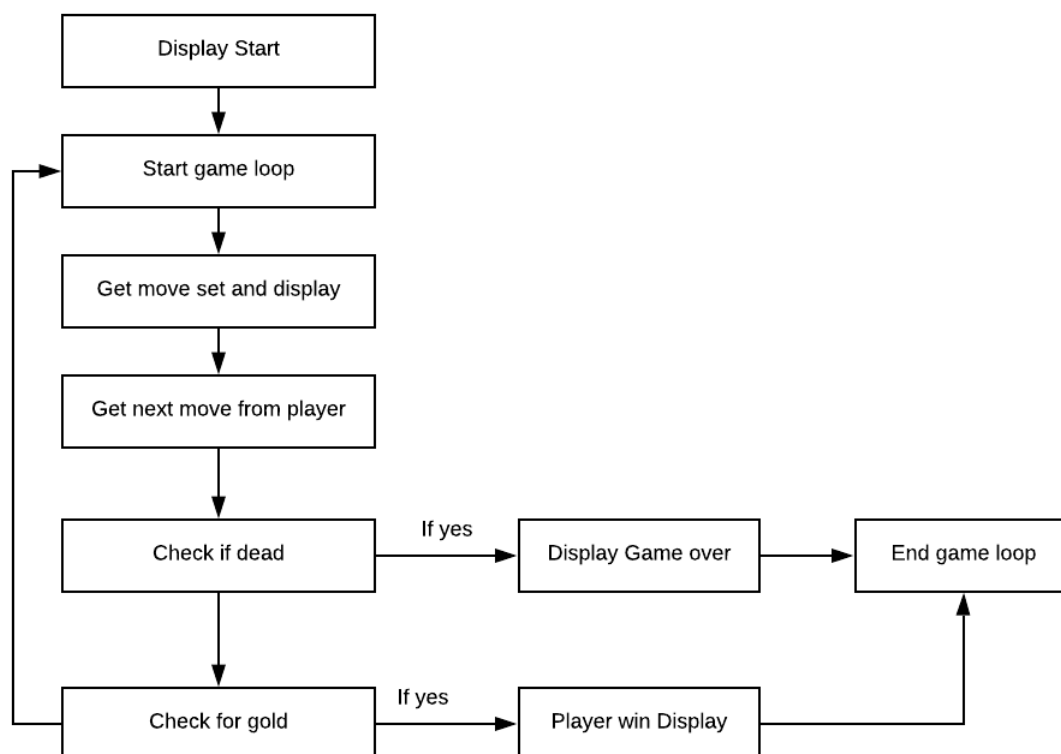 Display Start
Start game loop
Get move set and display
Get next move from player
Check if dead
If yes
Display Game over
End game loop
Check for gold
If yes
Player win Display